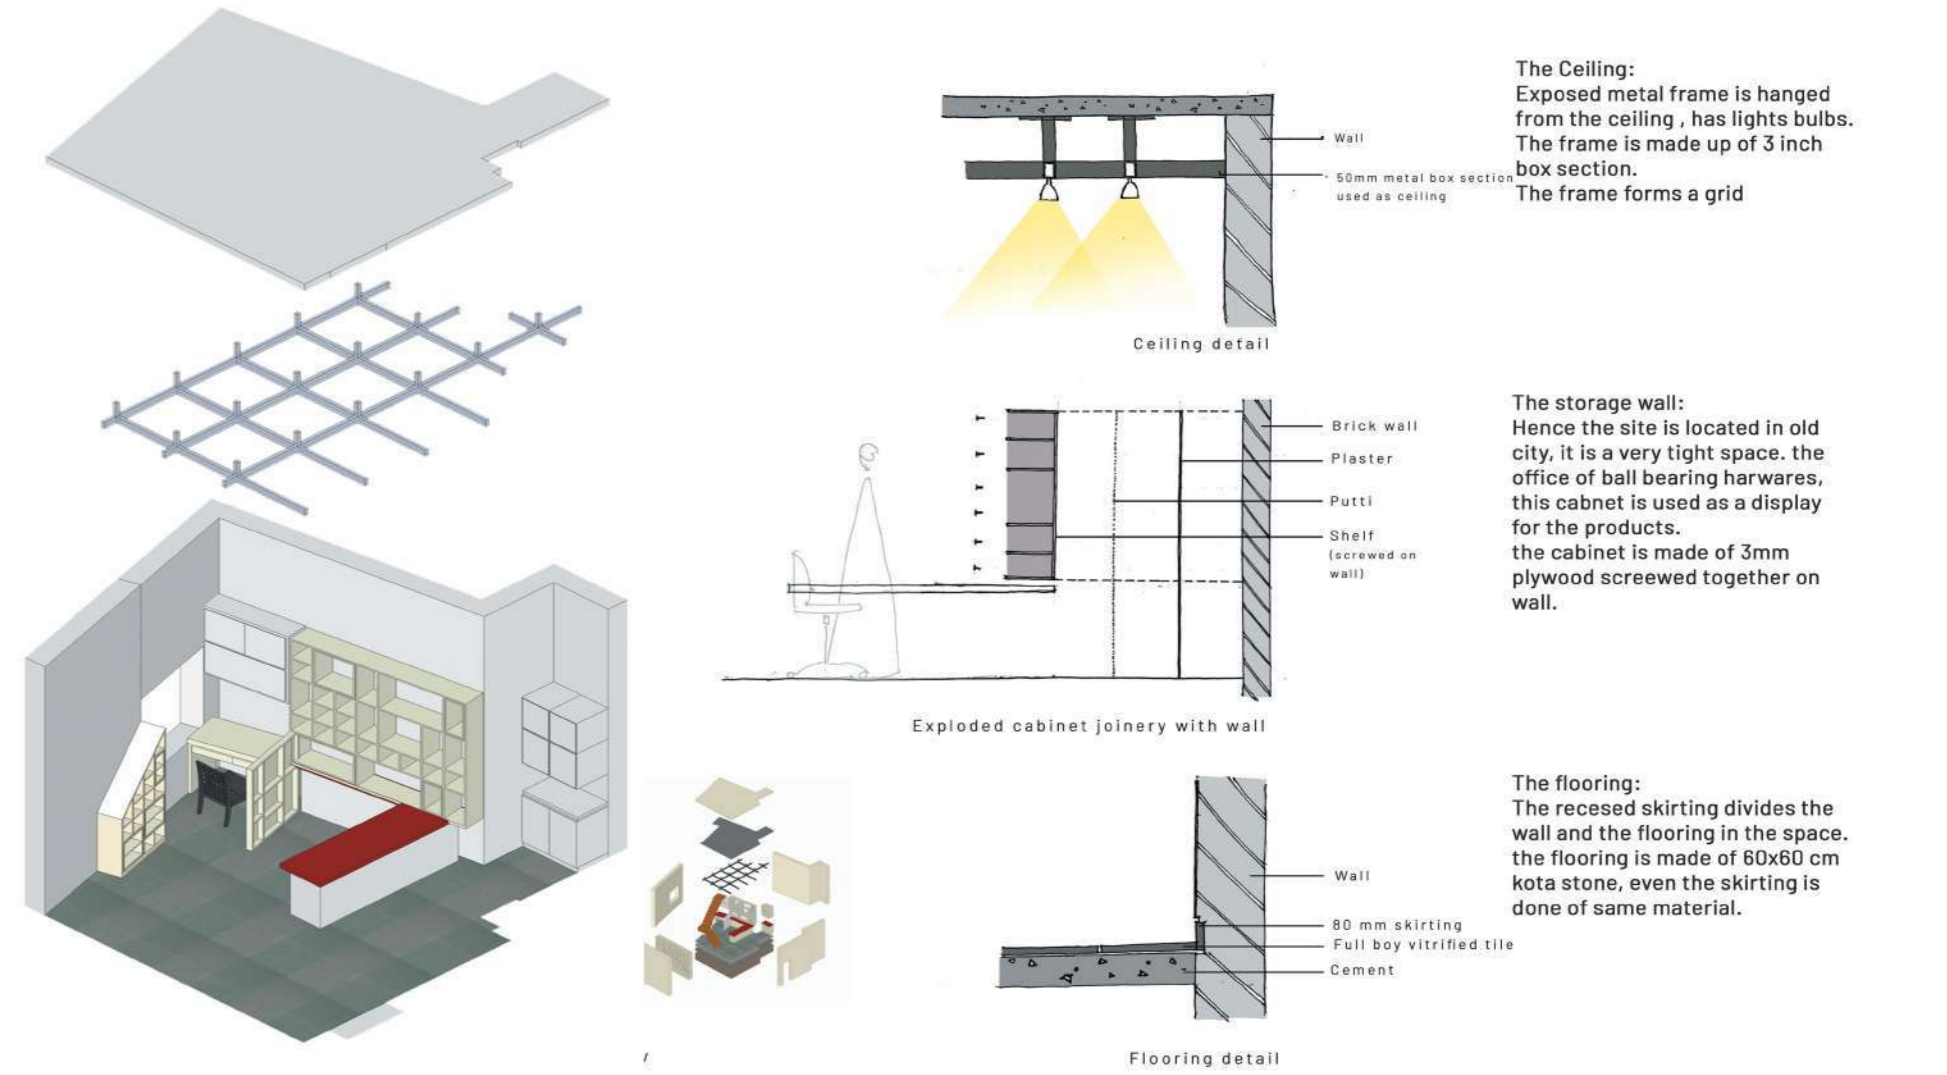 The Ceiling:
Exposed metal frame is hanged
from the ceiling , has lights bulbs.
The frame is made up of 3 inch
box section.
The frame forms a grid
Wall
50mm metal box section
used as ceiling
Ceiling detail
The storage wall:
Hence the site is located in old
city, it is a very tight space. the
office of ball bearing harwares,
this cabnet is used as a display
for the products.
the cabinet is made of 3mm
plywood screewed together on
wall.
Brick wall
Plaster
Putti
Shelf
(screwed on
wall)
Exploded cabinet joinery with wall
The flooring:
The recesed skirting divides the
wall and the flooring in the space.
the flooring is made of 60x60 cm
kota stone, even the skirting is
done of same material.
Wall
80 mm skirting
Full boy vitrified tile
Cement
Flooring detail